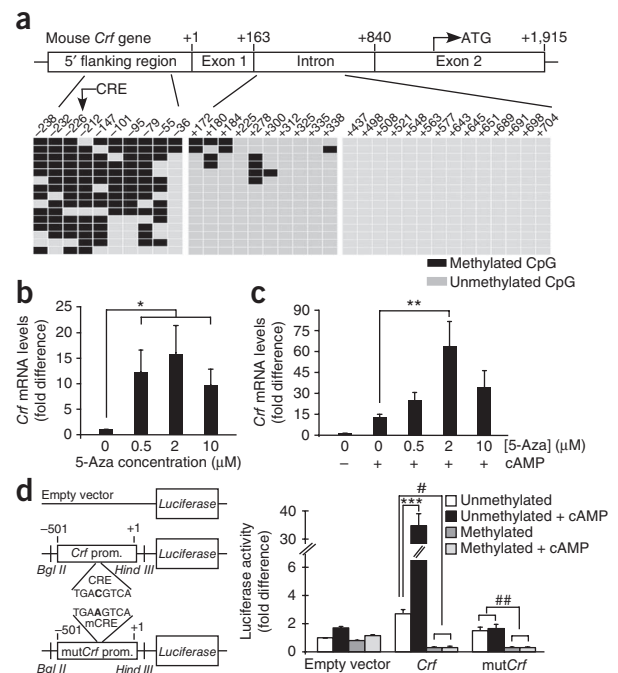 a
Mouse Crf gene +1 +163 +840 ATG +1,915
5′ flanking region Exon 1 Intron Exon 2
CRE
–238 –232 –226 –212 –147 –101 –95 –79 –55 –36 +172 +180 +184 +225 +278 +300 +312 +325 +335 +338 +437 +498 +508 +521 +548 +563 +577 +643 +645 +651 +689 +691 +698 +704
Methylated CpG
Unmethylated CpG
b
Crf mRNA levels
(fold difference)
25
20
15
10
5
0
*
0 0.5 2 10
5-Aza concentration (μM)
c
Crf mRNA levels
(fold difference)
90
75
60
45
30
15
0
**
0 0 0.5 2 10 [5-Aza] (μM)
– + + + + cAMP
d
Empty vector
Luciferase
–501 +1
Crf prom.
Luciferase
Bgl II Hind III
CRE
TGACGTCA
TGAAGTCA
mCRE
–501 +1
mutCrf prom.
Luciferase
Bgl II Hind III
Luciferase activity
(fold difference)
40
30
6
4
2
0
#
***
##
Unmethylated
Unmethylated + cAMP
Methylated
Methylated + cAMP
Empty vector Crf mutCrf